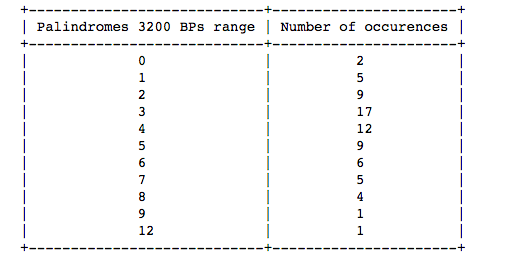 +----------------------------+----------------------+
| Palindromes 3200 BPs range | Number of occurences |
+----------------------------+----------------------+
| 0 | 2 |
| 1 | 5 |
| 2 | 9 |
| 3 | 17 |
| 4 | 12 |
| 5 | 9 |
| 6 | 6 |
| 7 | 5 |
| 8 | 4 |
| 9 | 1 |
| 12 | 1 |
+----------------------------+----------------------+